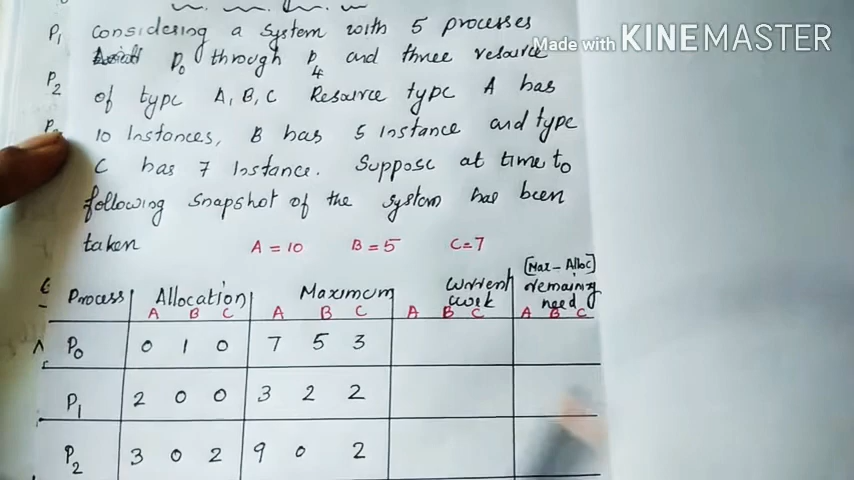 Made with KINEMASTER
P1 Considering a system with 5 processes
P0 through P4 and three resource
P2
of type A, B, C Resource type A has
10 Instances, B has 5 instance and type
C has 7 Instance. Suppose at time to
following snapshot of the system has been
taken A = 10 B = 5 C = 7
Process Allocation Maximum current work [Max - Alloc] remaining need
A B C A B C A B C A B C
P0 0 1 0 7 5 3
P1 2 0 0 3 2 2
P2 3 0 2 9 0 2